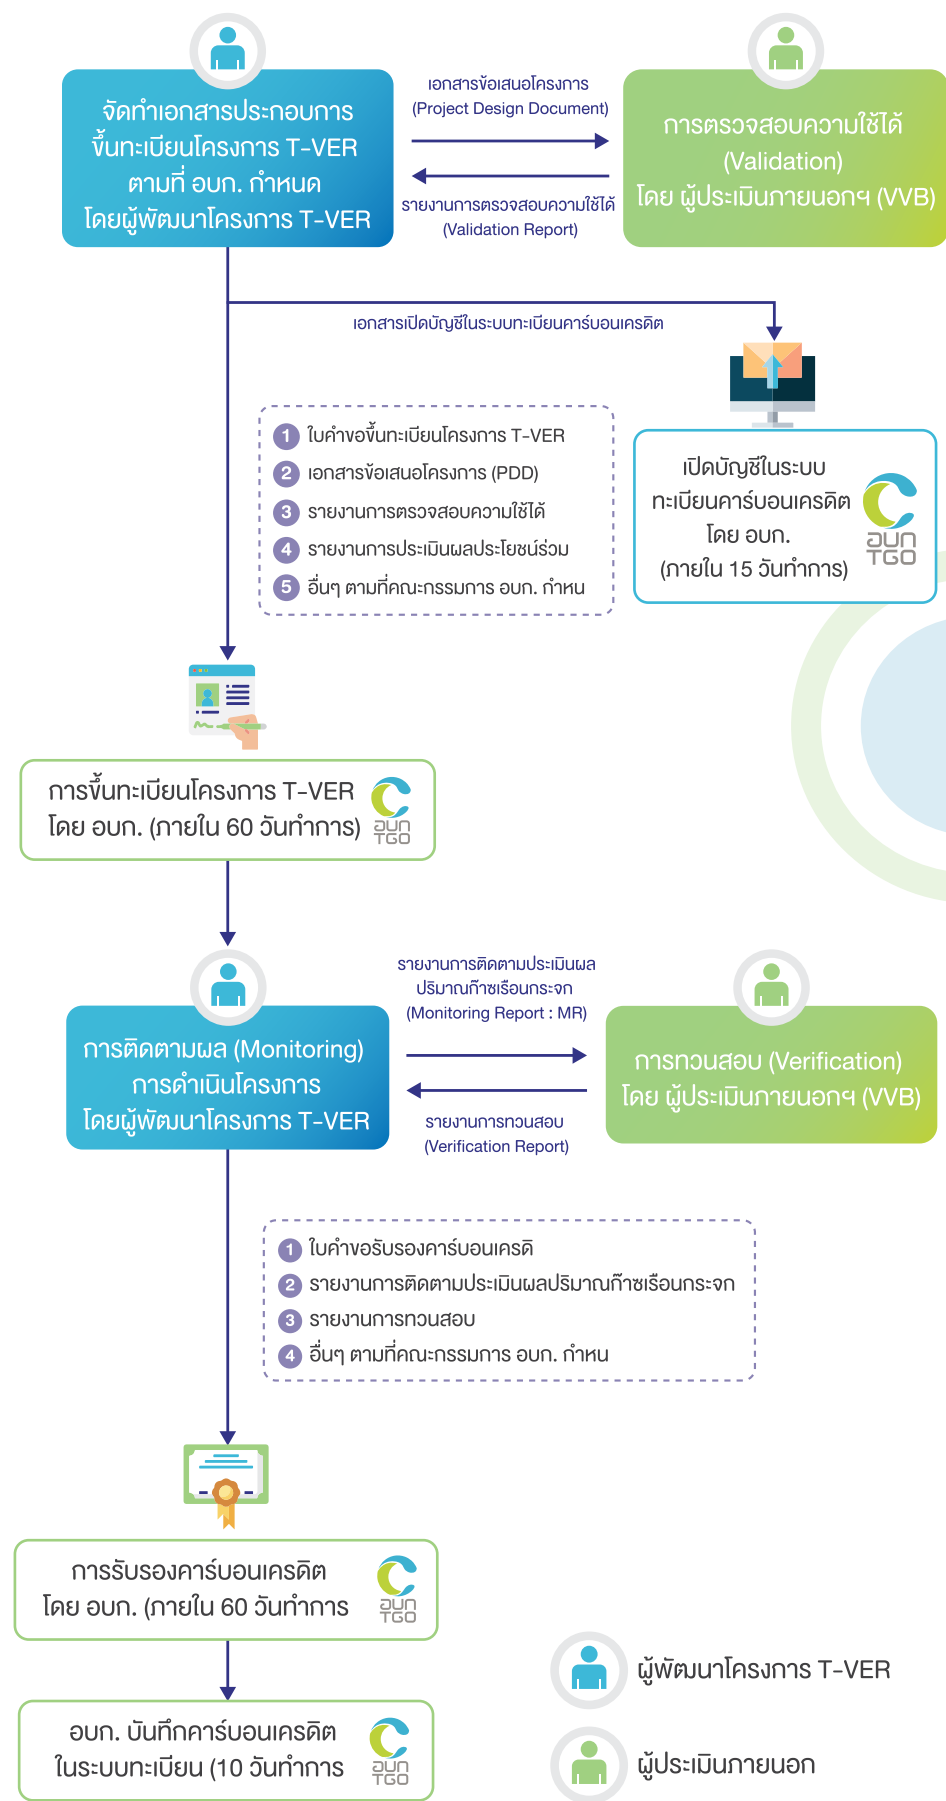 จัดทำเอกสารประกอบการ
ขึ้นทะเบียนโครงการ T-VER
ตามที่ อบก. กำหนด
โดยผู้พัฒนาโครงการ T-VER
เอกสารข้อเสนอโครงการ
(Project Design Document)
รายงานการตรวจสอบความใช้ได้
(Validation Report)
การตรวจสอบความใช้ได้
(Validation)
โดย ผู้ประเมินภายนอกฯ (VVB)
เอกสารเปิดบัญชีในระบบทะเบียนคาร์บอนเครดิต
1 ใบคำขอขึ้นทะเบียนโครงการ T-VER
2 เอกสารข้อเสนอโครงการ (PDD)
3 รายงานการตรวจสอบความใช้ได้
4 รายงานการประเมินผลประโยชน์ร่วม
5 อื่นๆ ตามที่คณะกรรมการ อบก. กำหน
เปิดบัญชีในระบบ
ทะเบียนคาร์บอนเครดิต
โดย อบก.
(ภายใน 15 วันทำการ)
อบก
TGO
การขึ้นทะเบียนโครงการ T-VER
โดย อบก. (ภายใน 60 วันทำการ)
อบก
TGO
การติดตามผล (Monitoring)
การดำเนินโครงการ
โดยผู้พัฒนาโครงการ T-VER
รายงานการติดตามประเมินผล
ปริมาณก๊าซเรือนกระจก
(Monitoring Report : MR)
รายงานการทวนสอบ
(Verification Report)
การทวนสอบ (Verification)
โดย ผู้ประเมินภายนอกฯ (VVB)
1 ใบคำขอรับรองคาร์บอนเครดิ
2 รายงานการติดตามประเมินผลปริมาณก๊าซเรือนกระจก
3 รายงานการทวนสอบ
4 อื่นๆ ตามที่คณะกรรมการ อบก. กำหน
การรับรองคาร์บอนเครดิต
โดย อบก. (ภายใน 60 วันทำการ
อบก
TGO
อบก. บันทึกคาร์บอนเครดิต
ในระบบทะเบียน (10 วันทำการ
อบก
TGO
ผู้พัฒนาโครงการ T-VER
ผู้ประเมินภายนอก